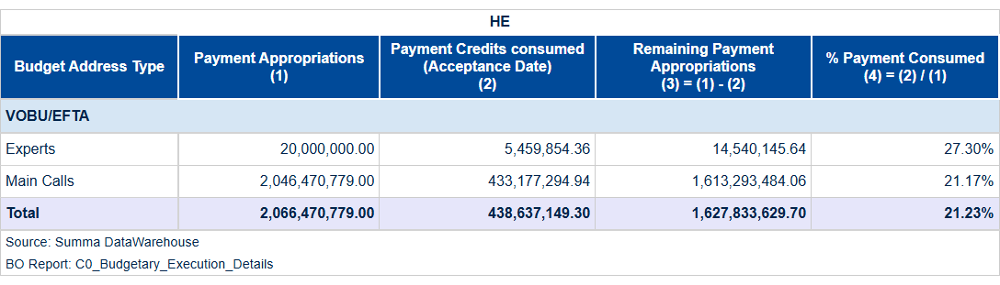 HE
Budget Address Type
Payment Appropriations
(1)
Payment Credits consumed
(Acceptance Date)
(2)
Remaining Payment
Appropriations
(3) = (1) - (2)
% Payment Consumed
(4) = (2) / (1)
VOBU/EFTA
Experts 20,000,000.00 5,459,854.36 14,540,145.64 27.30%
Main Calls 2,046,470,779.00 433,177,294.94 1,613,293,484.06 21.17%
Total 2,066,470,779.00 438,637,149.30 1,627,833,629.70 21.23%
Source: Summa DataWarehouse
BO Report: C0_Budgetary_Execution_Details